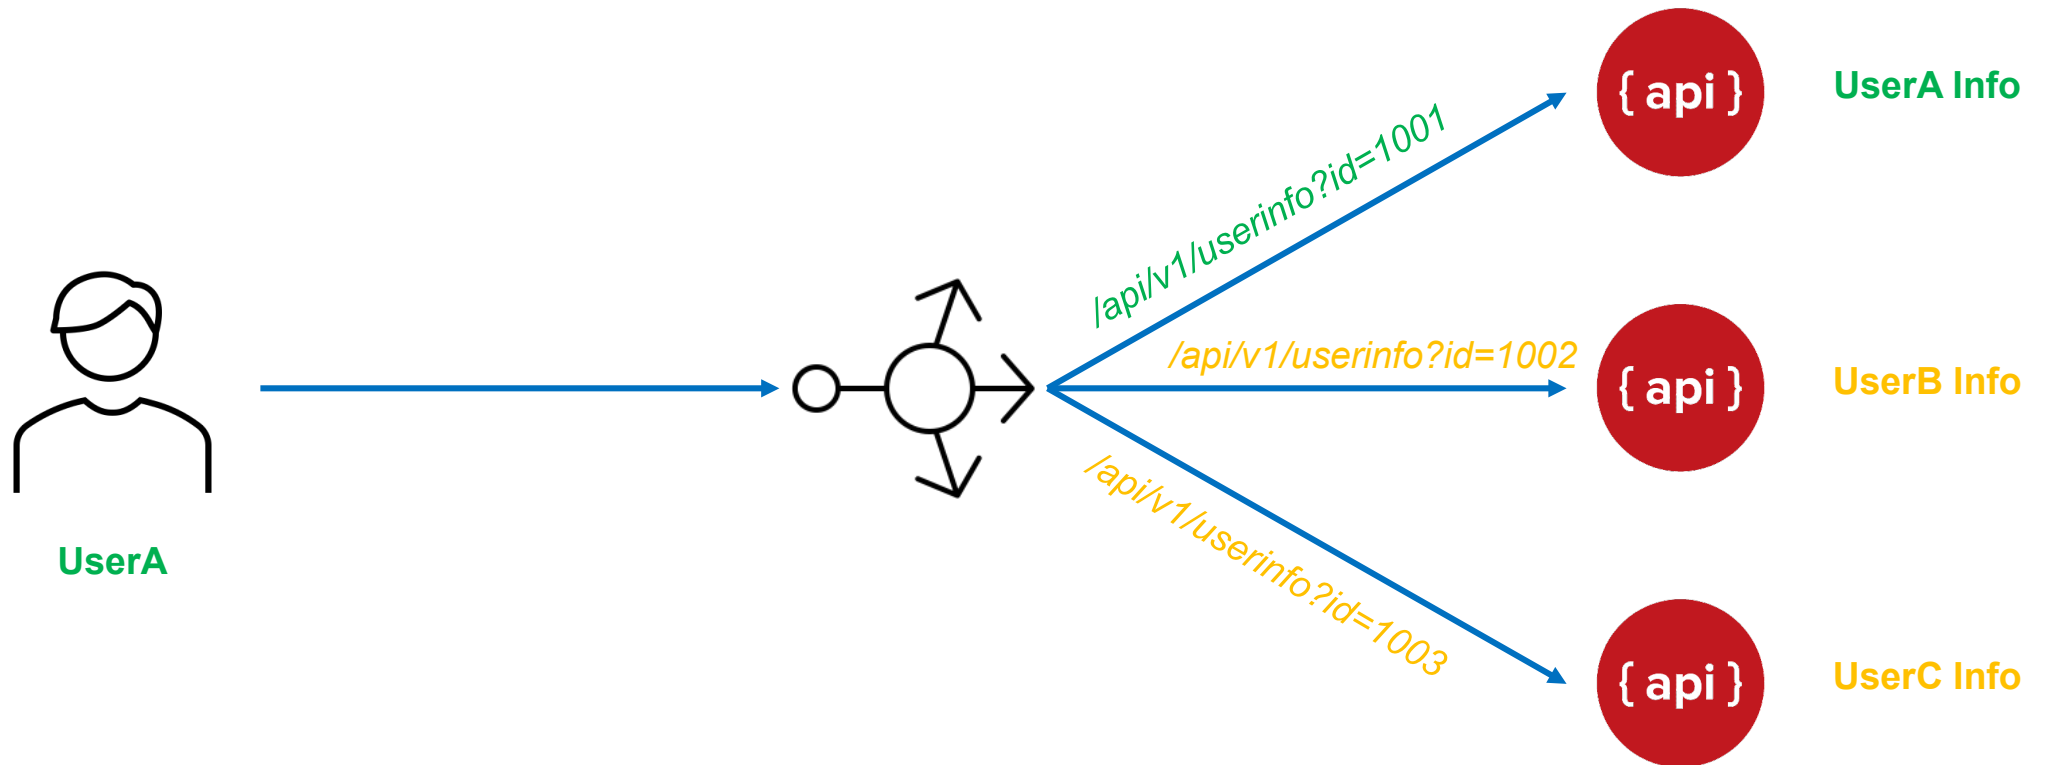 { api }
UserA Info
/api/v1/userinfo?id=1001
/api/v1/userinfo?id=1002
{ api }
UserB Info
/api/v1/userinfo?id=1003
UserA
{ api }
UserC Info